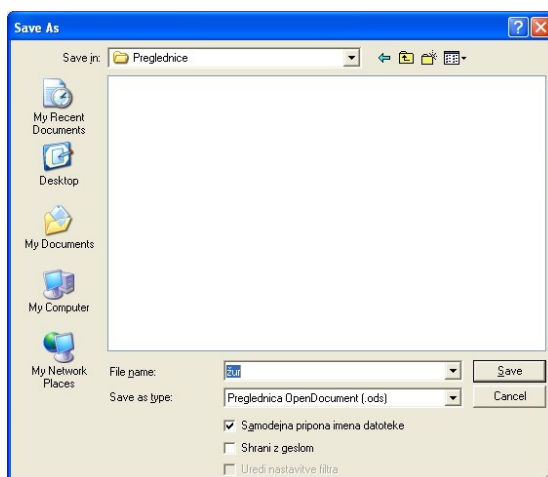 Save As
Save in: Preglednice
My Recent
Documents
Desktop
My Documents
My Computer
My Network
Places
File name: žur Save
Save as type: Preglednica OpenDocument (.ods) Cancel
Samodejna pripona imena datoteke
Shrani z geslom
Uredi nastavitve filtra